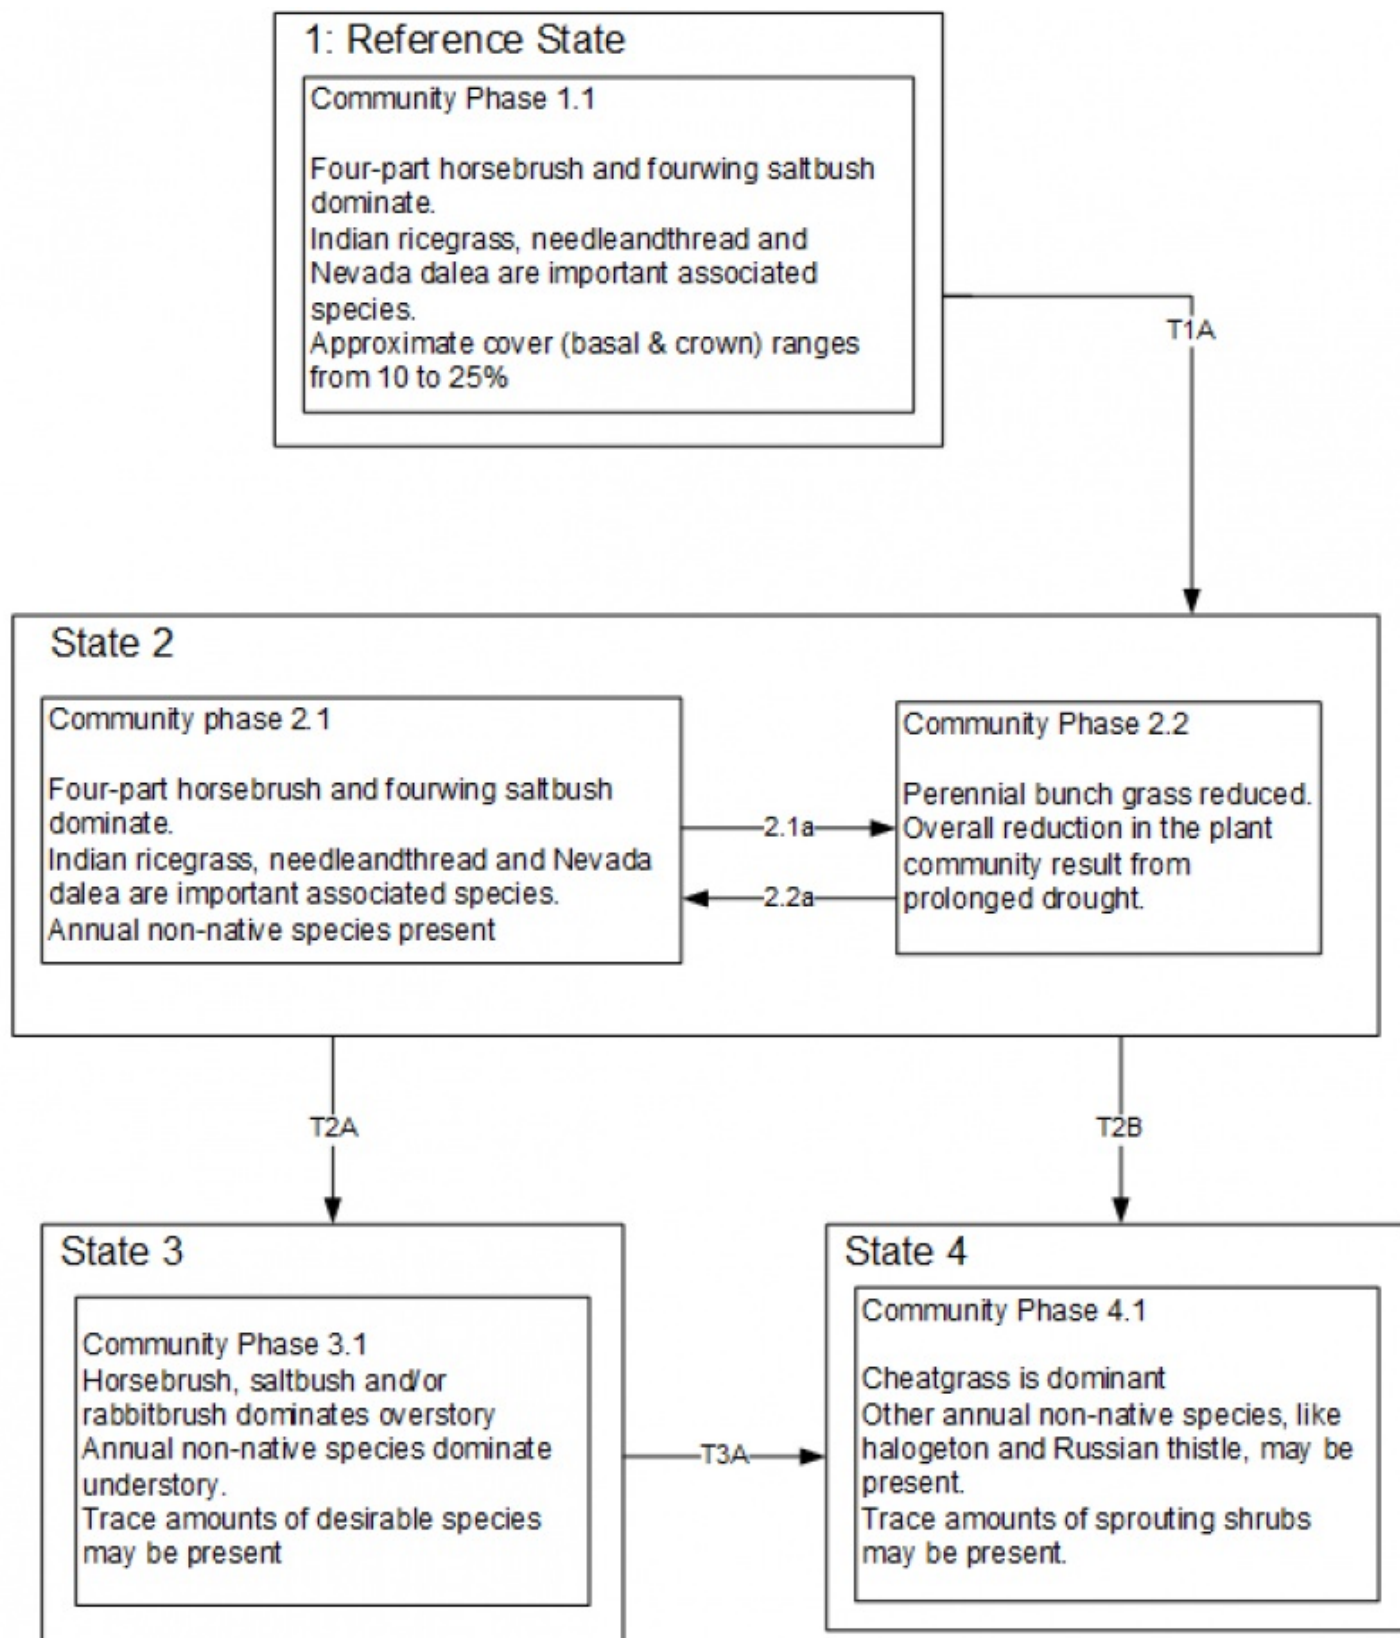 1: Reference State
Community Phase 1.1
Four-part horsebrush and fourwing saltbush
dominate.
Indian ricegrass, needleandthread and
Nevada dalea are important associated
species.
Approximate cover (basal & crown) ranges
from 10 to 25%
T1A
State 2
Community phase 2.1
Four-part horsebrush and fourwing saltbush
dominate.
Indian ricegrass, needleandthread and Nevada
dalea are important associated species.
Annual non-native species present
2.1a
2.2a
Community Phase 2.2
Perennial bunch grass reduced.
Overall reduction in the plant
community result from
prolonged drought.
T2A
T2B
State 3
Community Phase 3.1
Horsebrush, saltbush and/or
rabbitbrush dominates overstory
Annual non-native species dominate
understory.
Trace amounts of desirable species
may be present
T3A
State 4
Community Phase 4.1
Cheatgrass is dominant
Other annual non-native species, like
halogeton and Russian thistle, may be
present.
Trace amounts of sprouting shrubs
may be present.